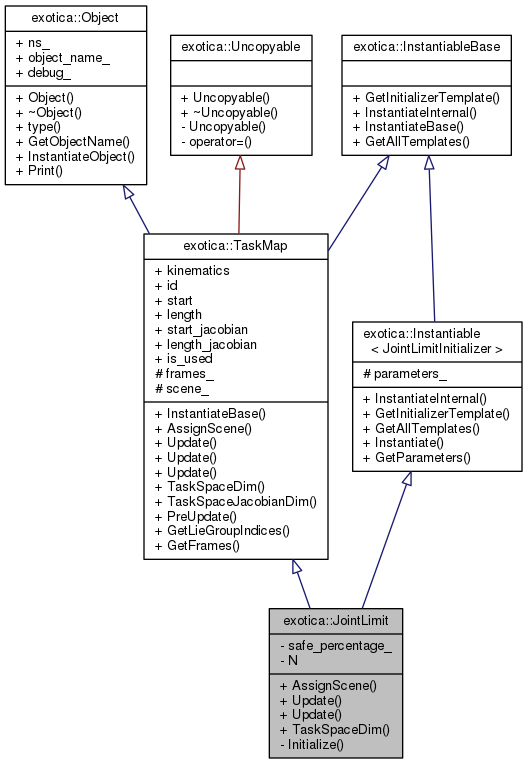 exotica::Object
+ ns_
+ object_name_
+ debug_
+ Object()
+ ~Object()
+ type()
+ GetObjectName()
+ InstantiateObject()
+ Print()
exotica::Uncopyable
+ Uncopyable()
+ ~Uncopyable()
- Uncopyable()
- operator=()
exotica::InstantiableBase
+ GetInitializerTemplate()
+ InstantiateInternal()
+ InstantiateBase()
+ GetAllTemplates()
exotica::TaskMap
+ kinematics
+ id
+ start
+ length
+ start_jacobian
+ length_jacobian
+ is_used
# frames_
# scene_
+ InstantiateBase()
+ AssignScene()
+ Update()
+ Update()
+ Update()
+ TaskSpaceDim()
+ TaskSpaceJacobianDim()
+ PreUpdate()
+ GetLieGroupIndices()
+ GetFrames()
exotica::Instantiable
< JointLimitInitializer >
# parameters_
+ InstantiateInternal()
+ GetInitializerTemplate()
+ GetAllTemplates()
+ Instantiate()
+ GetParameters()
exotica::JointLimit
- safe_percentage_
- N
+ AssignScene()
+ Update()
+ Update()
+ TaskSpaceDim()
- Initialize()